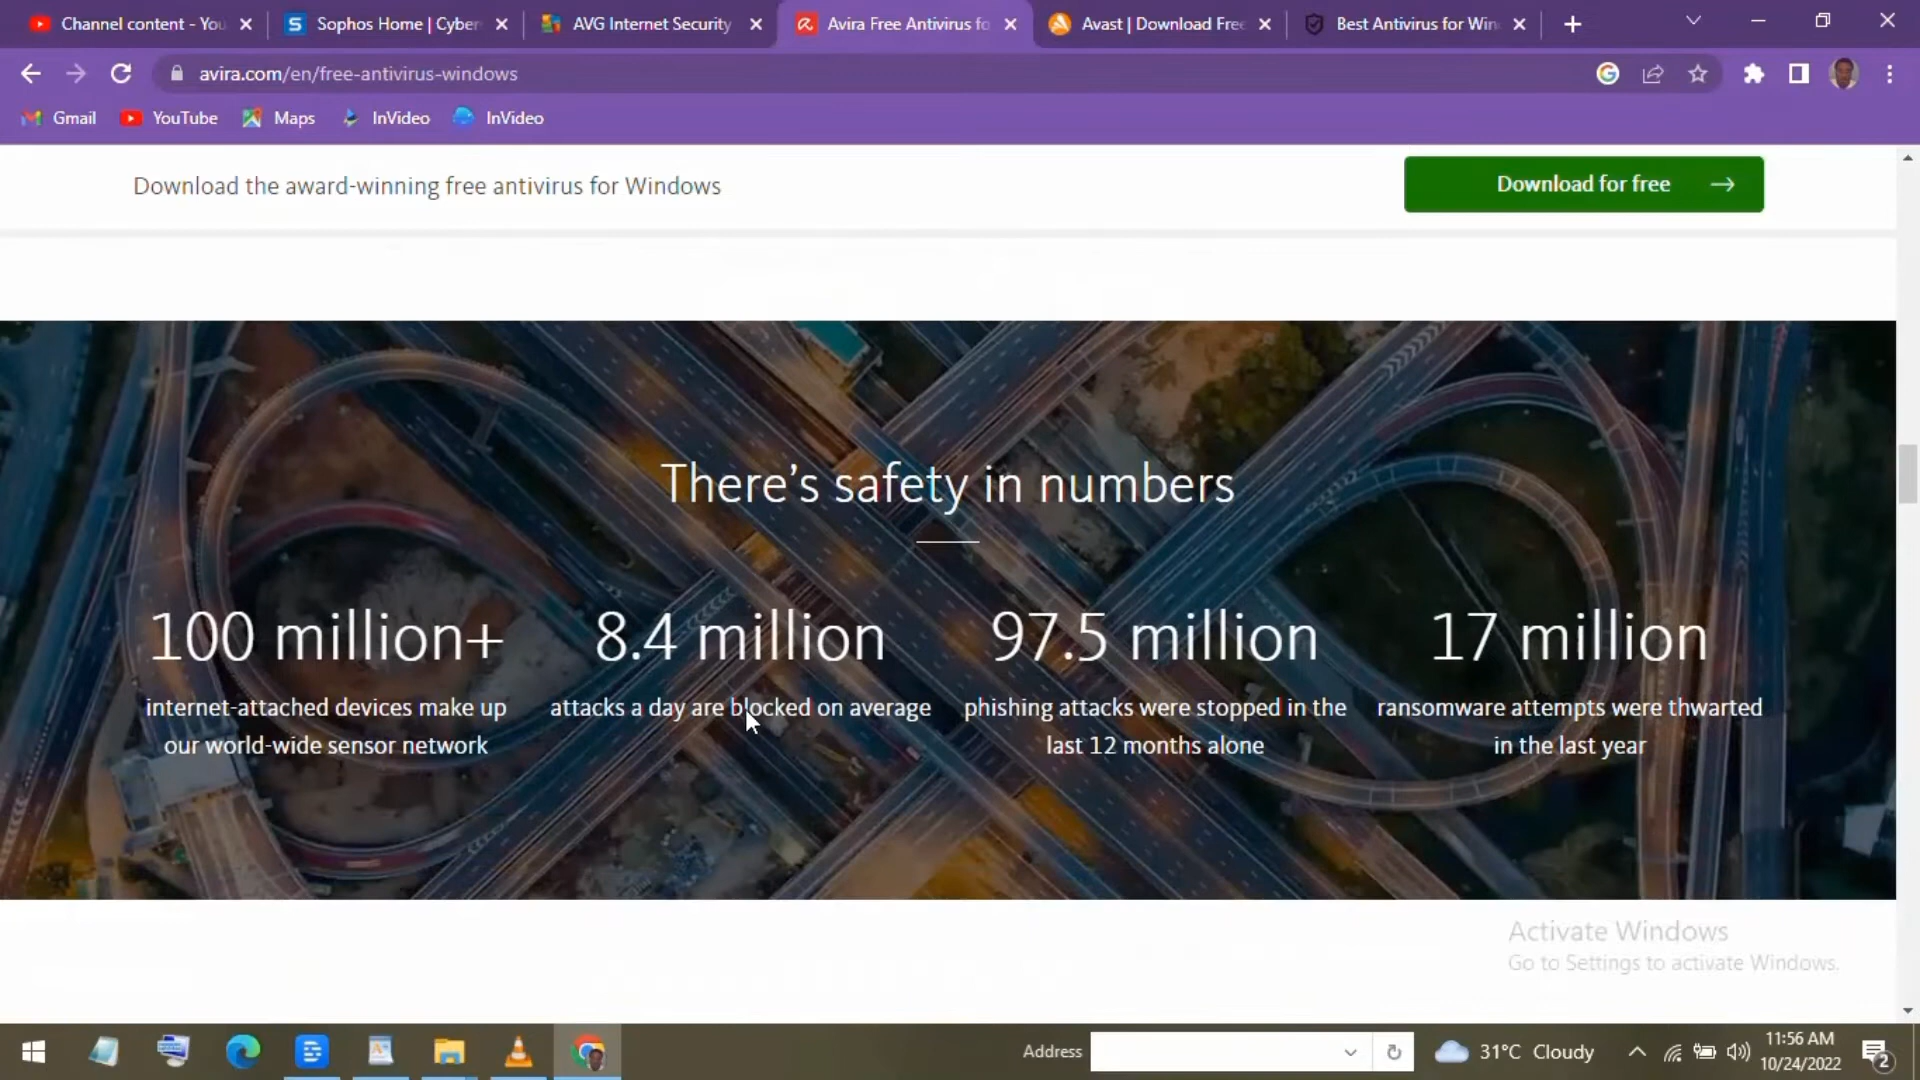 Channel content - You
Sophos Home | Cyber
AVG Internet Security
Avira Free Antivirus fo
Avast | Download Free
Best Antivirus for Win
avira.com/en/free-antivirus-windows
Gmail
YouTube
Maps
InVideo
InVideo
Download the award-winning free antivirus for Windows
Download for free
There’s safety in numbers
100 million+
internet-attached devices make up
our world-wide sensor network
8.4 million
attacks a day are blocked on average
97.5 million
phishing attacks were stopped in the
last 12 months alone
17 million
ransomware attempts were thwarted
in the last year
Activate Windows
Go to Settings to activate Windows.
Address
31°C Cloudy
11:56 AM
10/24/2022
2